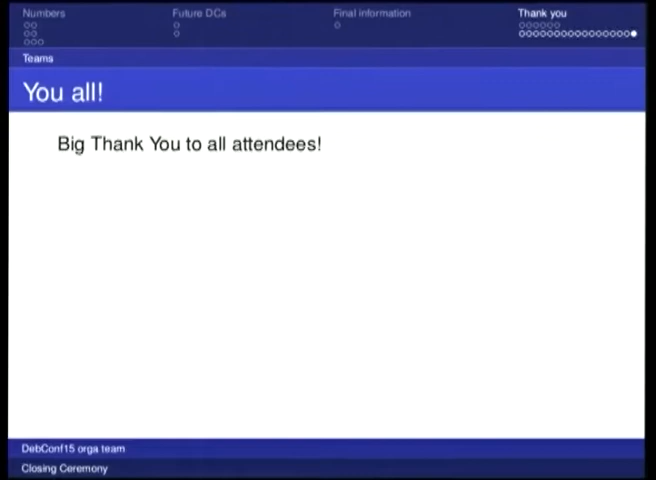 Numbers
Future DCs
Final information
Thank you
Teams
You all!
Big Thank You to all attendees!
DebConf15 orga team
Closing Ceremony